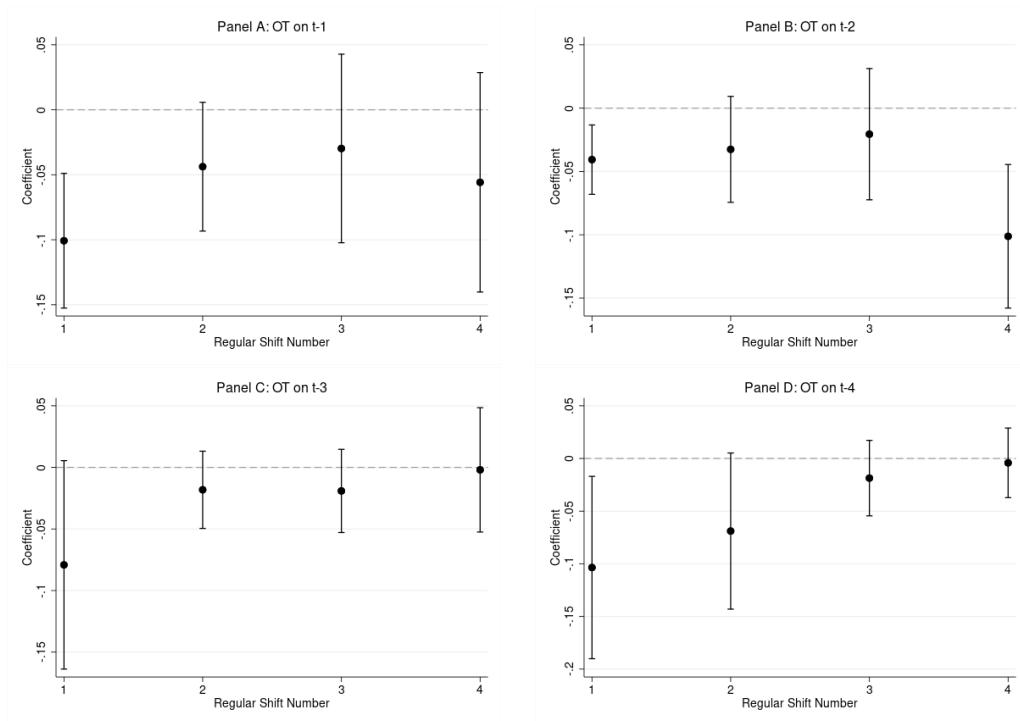 Panel A: OT on t-1
.05
0
-.05
-.1
-.15
Coefficient
1 2 3 4
Regular Shift Number
Panel B: OT on t-2
.05
0
-.05
-.1
-.15
Coefficient
1 2 3 4
Regular Shift Number
Panel C: OT on t-3
.05
0
-.05
-.1
-.15
Coefficient
1 2 3 4
Regular Shift Number
Panel D: OT on t-4
.05
0
-.05
-.1
-.15
-.2
Coefficient
1 2 3 4
Regular Shift Number